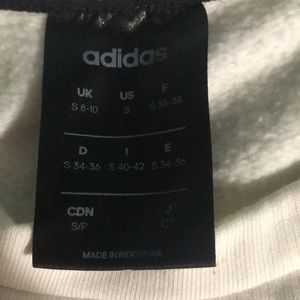 adidas
UK US F
S 8-10 S S 36-38
D I E
S 34-36 S 40-42 S 34-36
CDN J
S/P OT
MADE IN INDONESIA